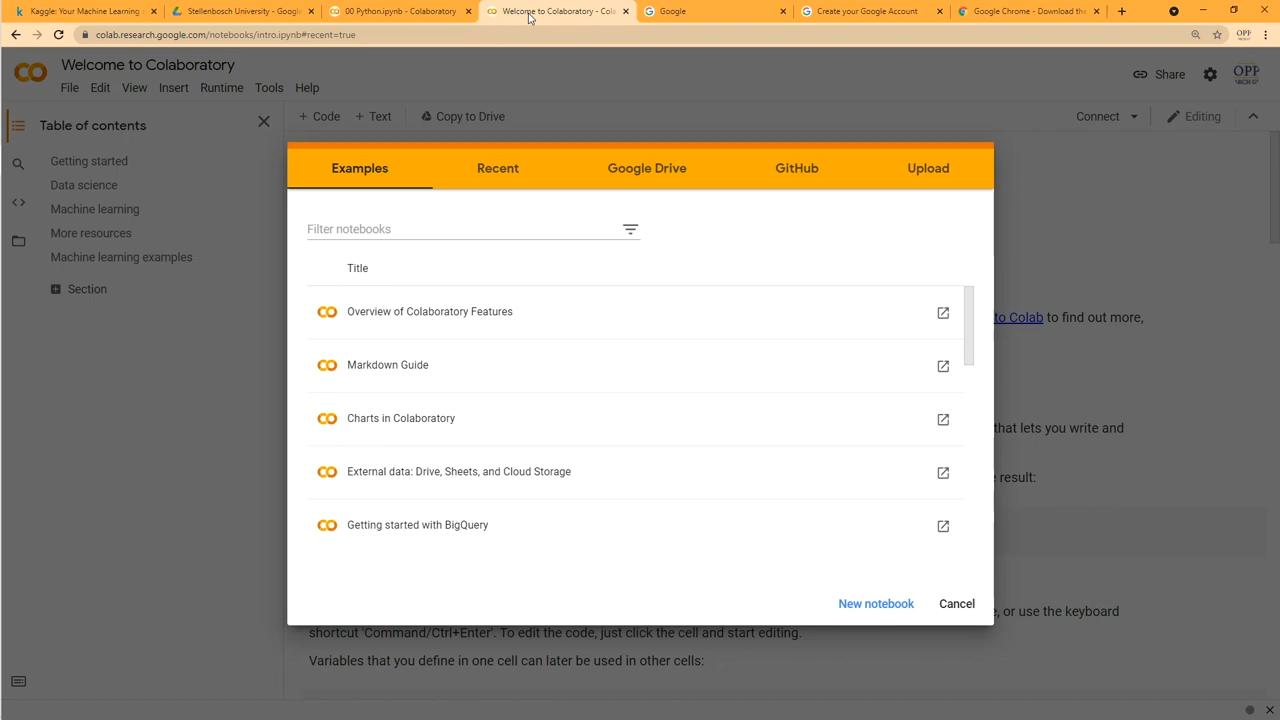 Kaggle: Your Machine Learning
Stellenbosch University - Google
00 Python.ipynb - Colaboratory
Welcome to Colaboratory - Cola
Google
Create your Google Account
Google Chrome - Download the
colab.research.google.com/notebooks/intro.ipynb#recent=true
OPP
Welcome to Colaboratory
File Edit View Insert Runtime Tools Help
Share
OPP
Table of contents
+ Code + Text Copy to Drive
Connect
Editing
Getting started
Data science
Machine learning
More resources
Machine learning examples
Section
Examples Recent Google Drive GitHub Upload
Filter notebooks
Title
Overview of Colaboratory Features
to Colab to find out more,
Markdown Guide
Charts in Colaboratory
that lets you write and
External data: Drive, Sheets, and Cloud Storage
e result:
Getting started with BigQuery
New notebook Cancel
e, or use the keyboard
shortcut 'Command/Ctrl+Enter'. To edit the code, just click the cell and start editing.
Variables that you define in one cell can later be used in other cells: